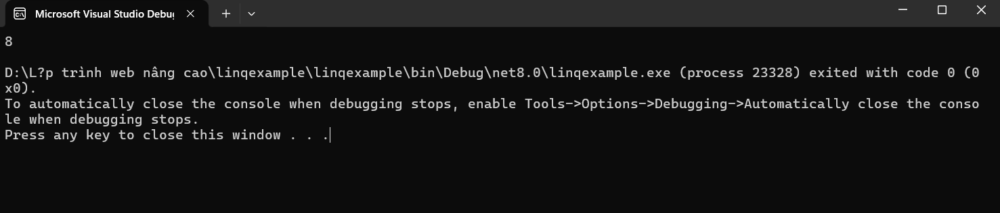 Microsoft Visual Studio Debug
8
D:\L?p trình web nâng cao\linqexample\linqexample\bin\Debug\net8.0\linqexample.exe (process 23328) exited with code 0 (0
x0).
To automatically close the console when debugging stops, enable Tools->Options->Debugging->Automatically close the conso
le when debugging stops.
Press any key to close this window . . .